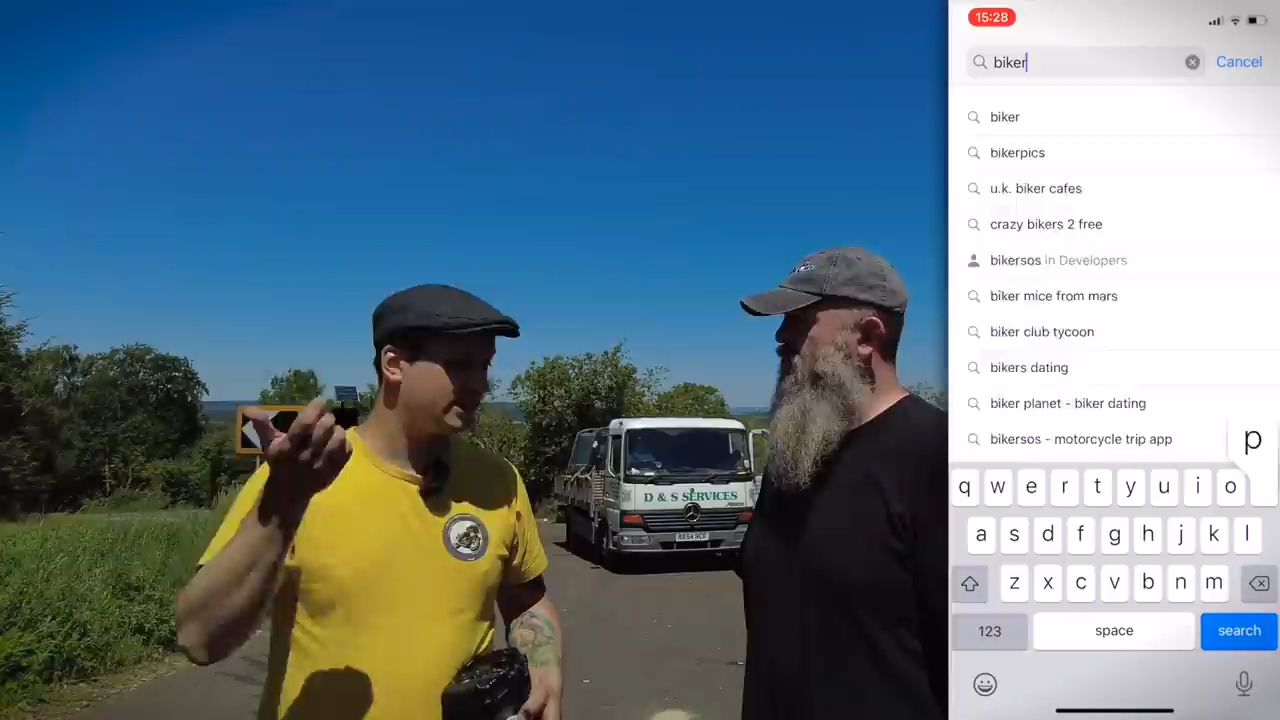 15:28
biker
Cancel
biker
bikerpics
u.k. biker cafes
crazy bikers 2 free
bikersos in Developers
biker mice from mars
biker club tycoon
bikers dating
biker planet - biker dating
bikersos - motorcycle trip app
p
q w e r t y u i o
a s d f g h j k l
z x c v b n m
123 space search
D & S SERVICES